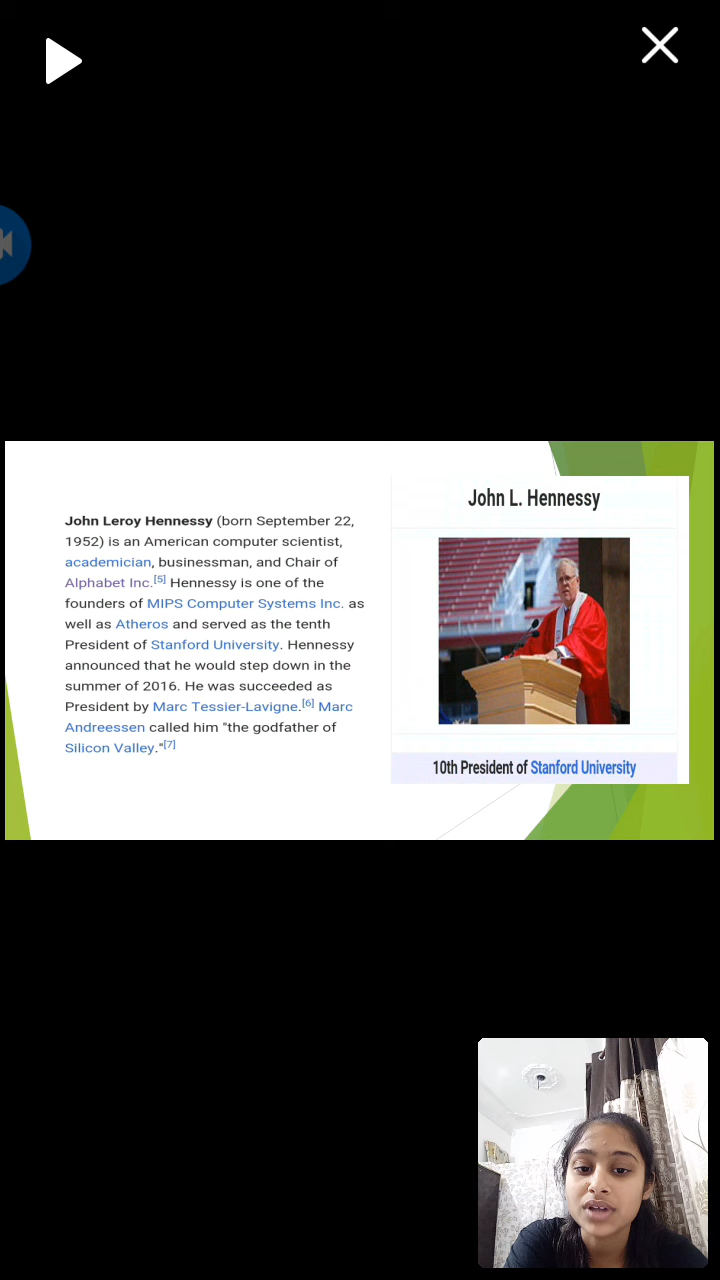 John Leroy Hennessy (born September 22,
1952) is an American computer scientist,
academician, businessman, and Chair of
Alphabet Inc.[5] Hennessy is one of the
founders of MIPS Computer Systems Inc. as
well as Atheros and served as the tenth
President of Stanford University. Hennessy
announced that he would step down in the
summer of 2016. He was succeeded as
President by Marc Tessier-Lavigne.[6] Marc
Andreessen called him "the godfather of
Silicon Valley."[7]
John L. Hennessy
10th President of Stanford University